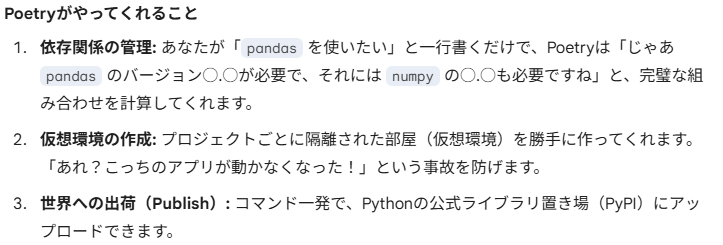 Poetryがやってくれること
1. 依存関係の管理: あなたが「 pandas を使いたい」と一行書くだけで、Poetryは「じゃあ
pandas のバージョン〇.〇が必要で、それには numpy の〇.〇も必要ですね」と、完璧な組
み合わせを計算してくれます。
2. 仮想環境の作成: プロジェクトごとに隔離された部屋（仮想環境）を勝手に作ってくれます。
「あれ？こっちのアプリが動かなくなった！」という事故を防げます。
3. 世界への出荷（Publish）: コマンド一発で、Pythonの公式ライブラリ置き場（PyPI）にアッ
プロードできます。